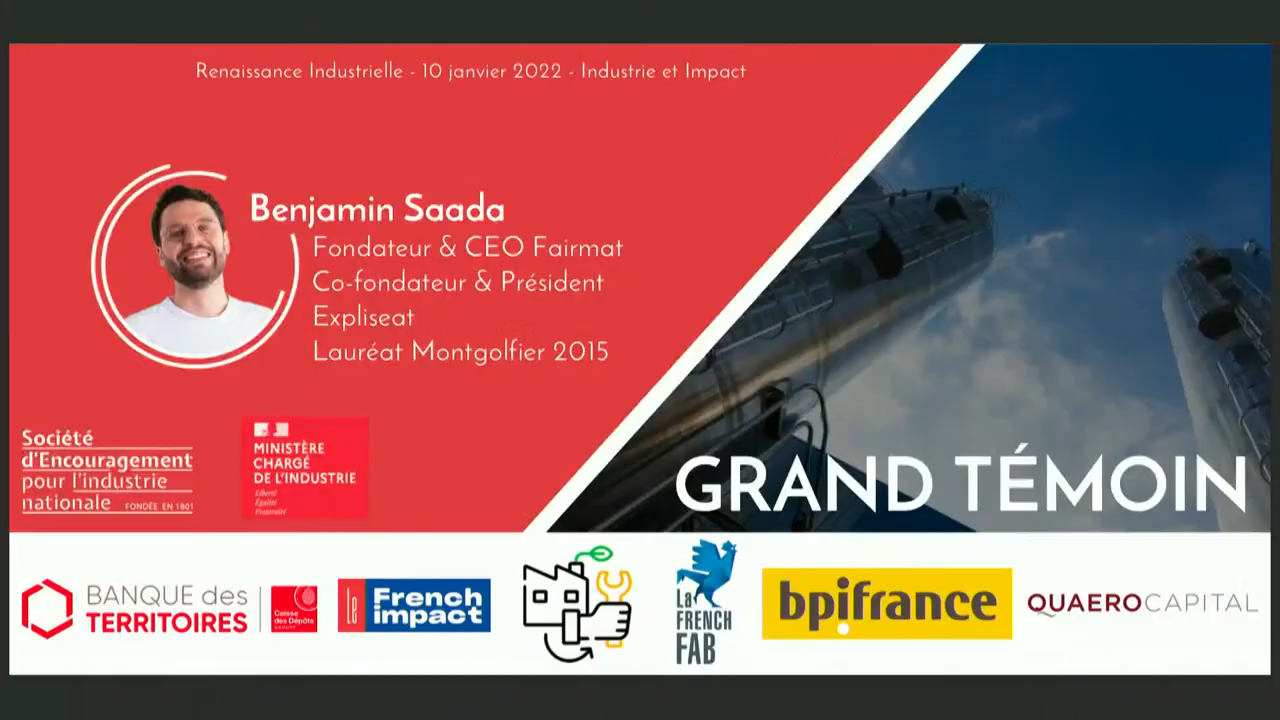 Renaissance Industrielle - 10 janvier 2022 - Industrie et Impact
Benjamin Saada
Fondateur & CEO Fairmat
Co-fondateur & Président
Expliseat
Lauréat Montgolfier 2015
Société
d'Encouragement
pour l'industrie
nationale FONDÉE EN 1801
MINISTÈRE
CHARGÉ
DE L'INDUSTRIE
Liberté
Égalité
Fraternité
GRAND TÉMOIN
BANQUE des
TERRITOIRES
Caisse
des Dépôts
GROUPE
le
French
impact
La
FRENCH
FAB
bpifrance
QUAEROCAPITAL